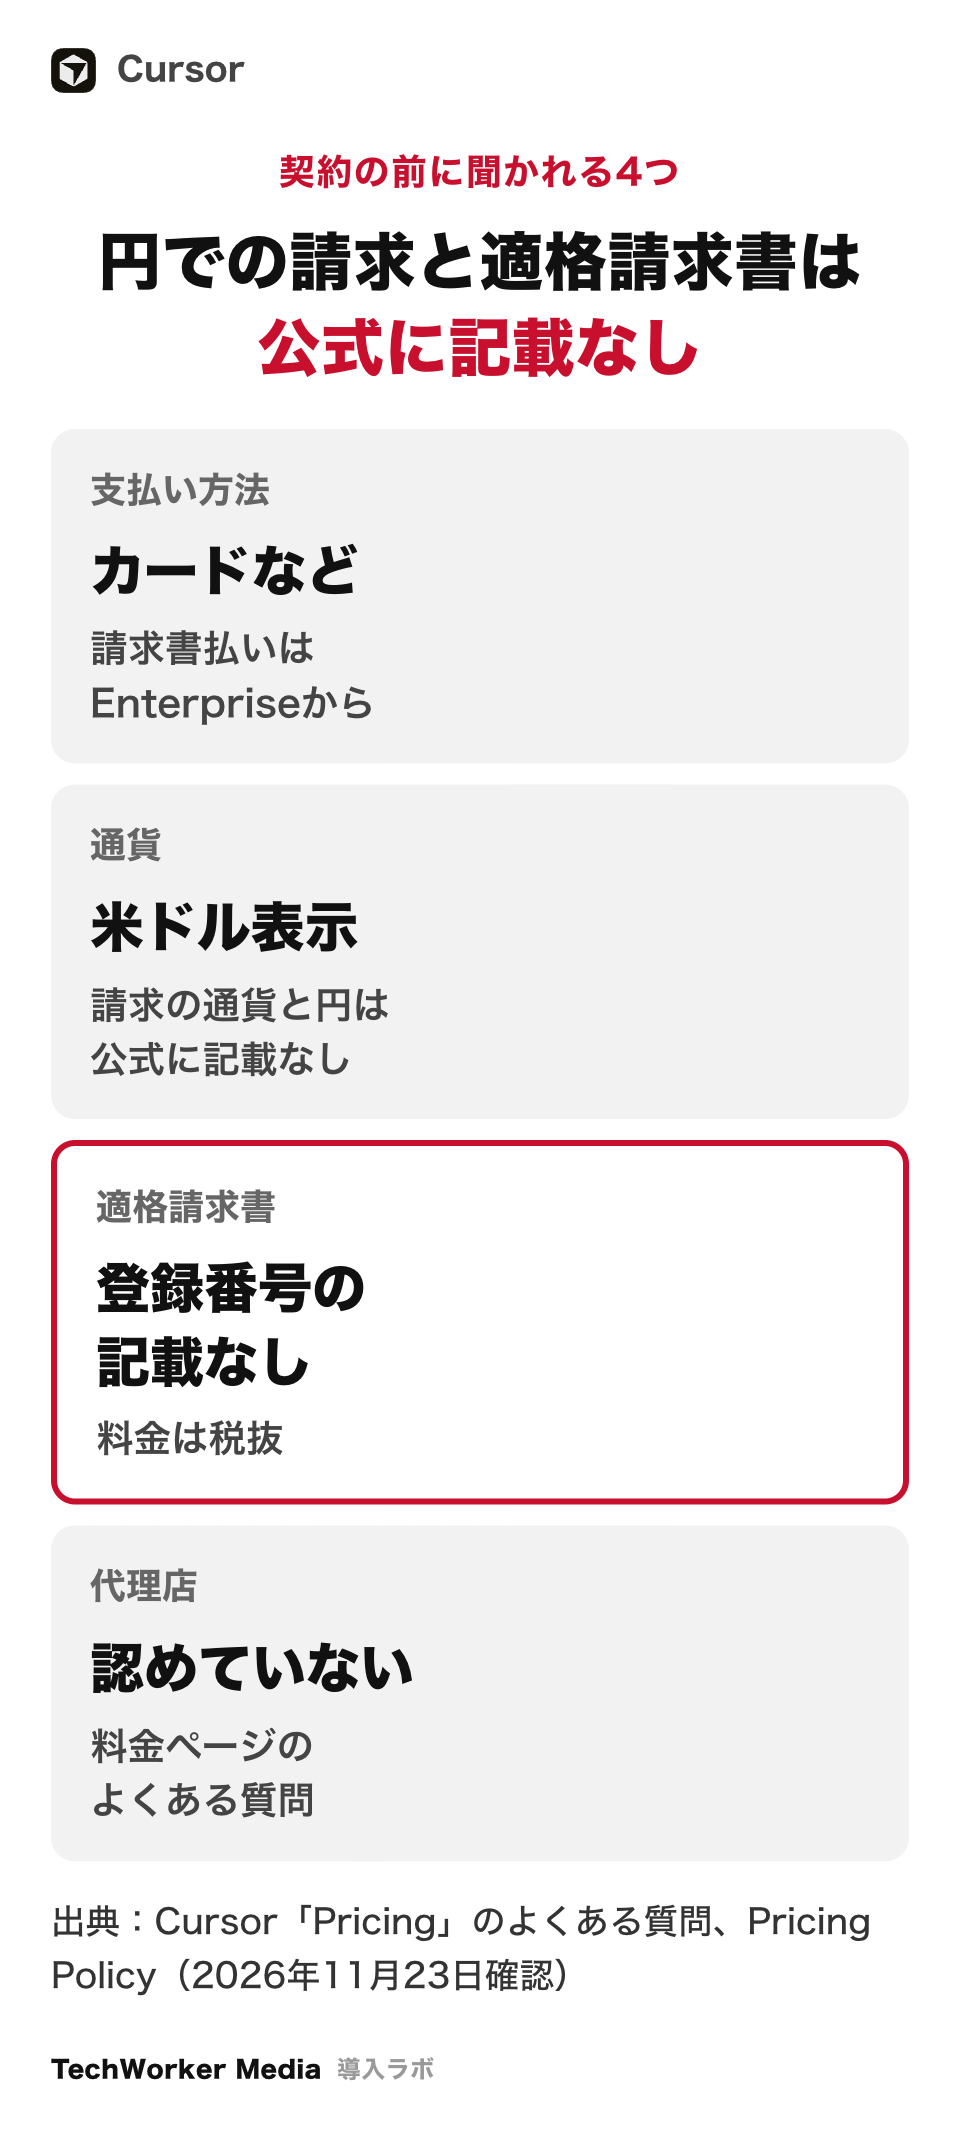 Cursor
契約の前に聞かれる4つ
円での請求と適格請求書は
公式に記載なし
支払い方法
カードなど
請求書払いは
Enterpriseから
通貨
米ドル表示
請求の通貨と円は
公式に記載なし
適格請求書
登録番号の
記載なし
料金は税抜
代理店
認めていない
料金ページの
よくある質問
出典：Cursor「Pricing」のよくある質問、Pricing
Policy（2026年11月23日確認）
TechWorker Media 導入ラボ